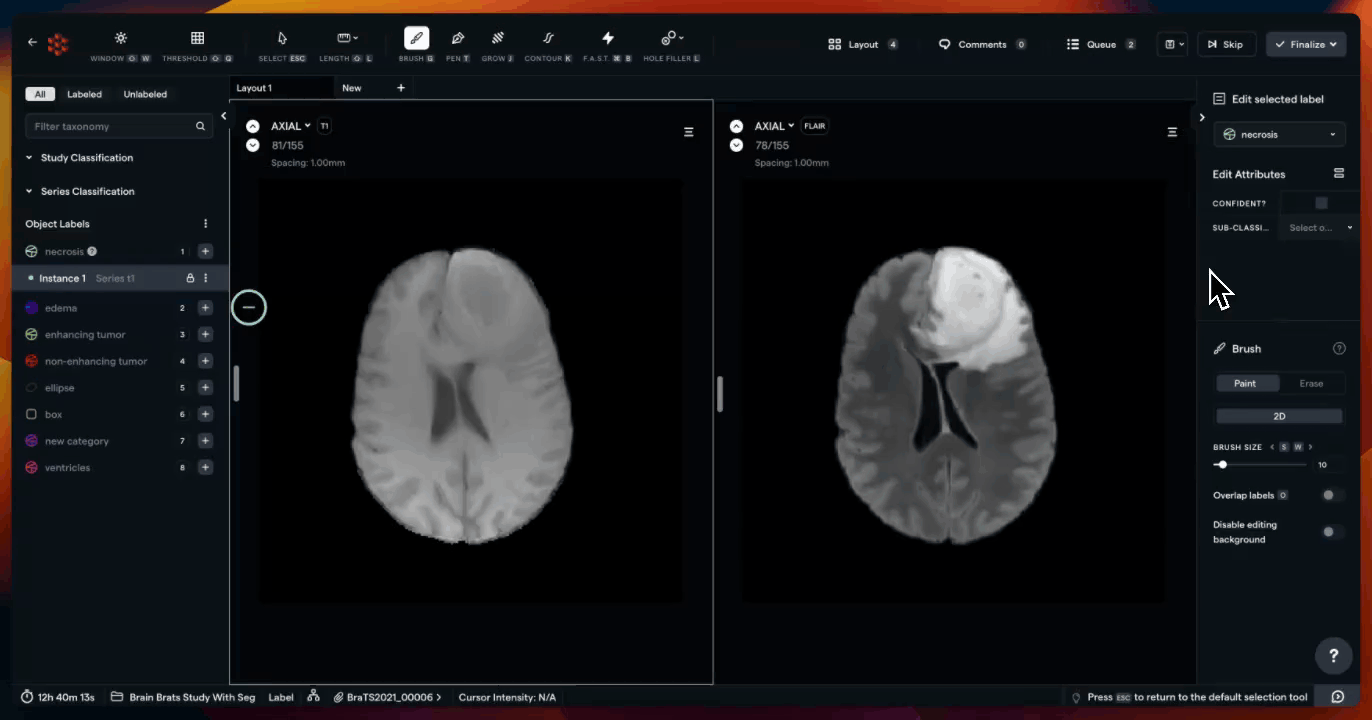 WINDOW O W
THRESHOLD O Q
SELECT ESC
LENGTH O L
BRUSH G
PEN T
GROW J
CONTOUR K
F.A.S.T. ⌘ B
HOLE FILLER L
Layout 4
Comments 0
Queue 2
Skip
Finalize
All Labeled Unlabeled
Filter taxonomy
Study Classification
Series Classification
Object Labels
necrosis ? 1 +
Instance 1 Series t1
edema 2 +
enhancing tumor 3 +
non-enhancing tumor 4 +
ellipse 5 +
box 6 +
new category 7 +
ventricles 8 +
Layout 1 New +
AXIAL T1
81/155
Spacing: 1.00mm
AXIAL FLAIR
78/155
Spacing: 1.00mm
Edit selected label
necrosis
Edit Attributes
CONFIDENT?
SUB-CLASSI... Select o...
Brush ?
Paint Erase
2D
BRUSH SIZE < S W >
10
Overlap labels O
Disable editing
background
?
12h 40m 13s Brain Brats Study With Seg Label BraTS2021_00006 > Cursor Intensity: N/A Press ESC to return to the default selection tool